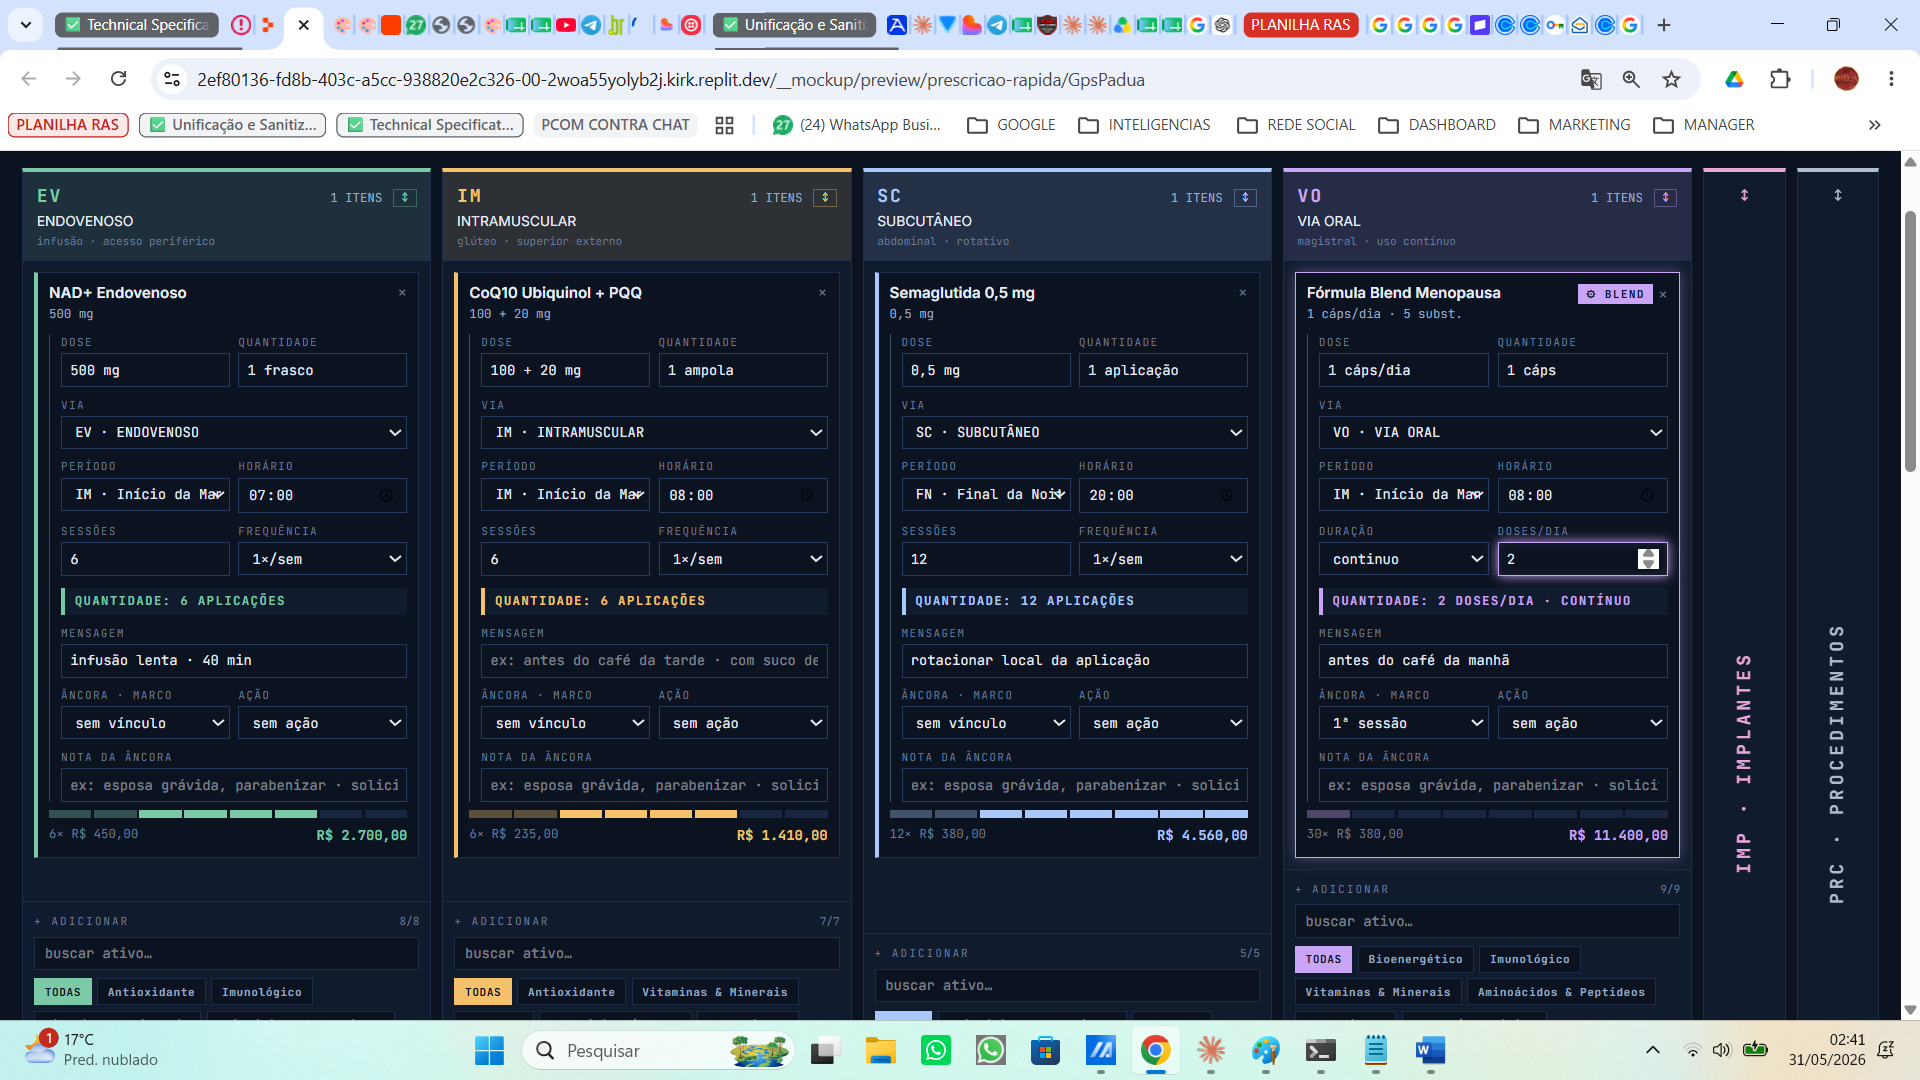 Technical Specifica
27
Unificação e Saniti
PLANILHA RAS
2ef80136-fd8b-403c-a5cc-938820e2c326-00-2woa55yolyb2j.kirk.replit.dev/__mockup/preview/prescricao-rapida/GpsPadua
PLANILHA RAS
Unificação e Sanitiz...
Technical Specificat...
PCOM CONTRA CHAT
27
(24) WhatsApp Busi...
GOOGLE
INTELIGENCIAS
REDE SOCIAL
DASHBOARD
MARKETING
MANAGER
»
EV
1 ITENS
ENDOVENOSO
infusão · acesso periférico
NAD+ Endovenoso
500 mg
DOSE QUANTIDADE
500 mg 1 frasco
VIA
EV · ENDOVENOSO
PERÍODO HORÁRIO
IM · Início da Man 07:00
SESSÕES FREQUÊNCIA
6 1×/sem
QUANTIDADE: 6 APLICAÇÕES
MENSAGEM
infusão lenta · 40 min
ÂNCORA · MARCO AÇÃO
sem vínculo sem ação
NOTA DA ÂNCORA
ex: esposa grávida, parabenizar · solici
6× R$ 450,00 R$ 2.700,00
+ ADICIONAR 8/8
buscar ativo…
TODAS Antioxidante Imunológico
IM
1 ITENS
INTRAMUSCULAR
glúteo · superior externo
CoQ10 Ubiquinol + PQQ
100 + 20 mg
DOSE QUANTIDADE
100 + 20 mg 1 ampola
VIA
IM · INTRAMUSCULAR
PERÍODO HORÁRIO
IM · Início da Man 08:00
SESSÕES FREQUÊNCIA
6 1×/sem
QUANTIDADE: 6 APLICAÇÕES
MENSAGEM
ex: antes do café da tarde · com suco de
ÂNCORA · MARCO AÇÃO
sem vínculo sem ação
NOTA DA ÂNCORA
ex: esposa grávida, parabenizar · solici
6× R$ 235,00 R$ 1.410,00
+ ADICIONAR 7/7
buscar ativo…
TODAS Antioxidante Vitaminas & Minerais
SC
1 ITENS
SUBCUTÂNEO
abdominal · rotativo
Semaglutida 0,5 mg
0,5 mg
DOSE QUANTIDADE
0,5 mg 1 aplicação
VIA
SC · SUBCUTÂNEO
PERÍODO HORÁRIO
FN · Final da Noit 20:00
SESSÕES FREQUÊNCIA
12 1×/sem
QUANTIDADE: 12 APLICAÇÕES
MENSAGEM
rotacionar local da aplicação
ÂNCORA · MARCO AÇÃO
sem vínculo sem ação
NOTA DA ÂNCORA
ex: esposa grávida, parabenizar · solici
12× R$ 380,00 R$ 4.560,00
+ ADICIONAR 5/5
buscar ativo…
VO
1 ITENS
VIA ORAL
magistral · uso contínuo
Fórmula Blend Menopausa
BLEND
1 cáps/dia · 5 subst.
DOSE QUANTIDADE
1 cáps/dia 1 cáps
VIA
VO · VIA ORAL
PERÍODO HORÁRIO
IM · Início da Man 08:00
DURAÇÃO DOSES/DIA
continuo 2
QUANTIDADE: 2 DOSES/DIA · CONTÍNUO
MENSAGEM
antes do café da manhã
ÂNCORA · MARCO AÇÃO
1ª sessão sem ação
NOTA DA ÂNCORA
ex: esposa grávida, parabenizar · solici
30× R$ 380,00 R$ 11.400,00
+ ADICIONAR 9/9
buscar ativo…
TODAS Bioenergético Imunológico
Vitaminas & Minerais Aminoácidos & Peptídeos
IMP · IMPLANTES
PRC · PROCEDIMENTOS
1
17°C
Pred. nublado
Pesquisar
02:41
31/05/2026